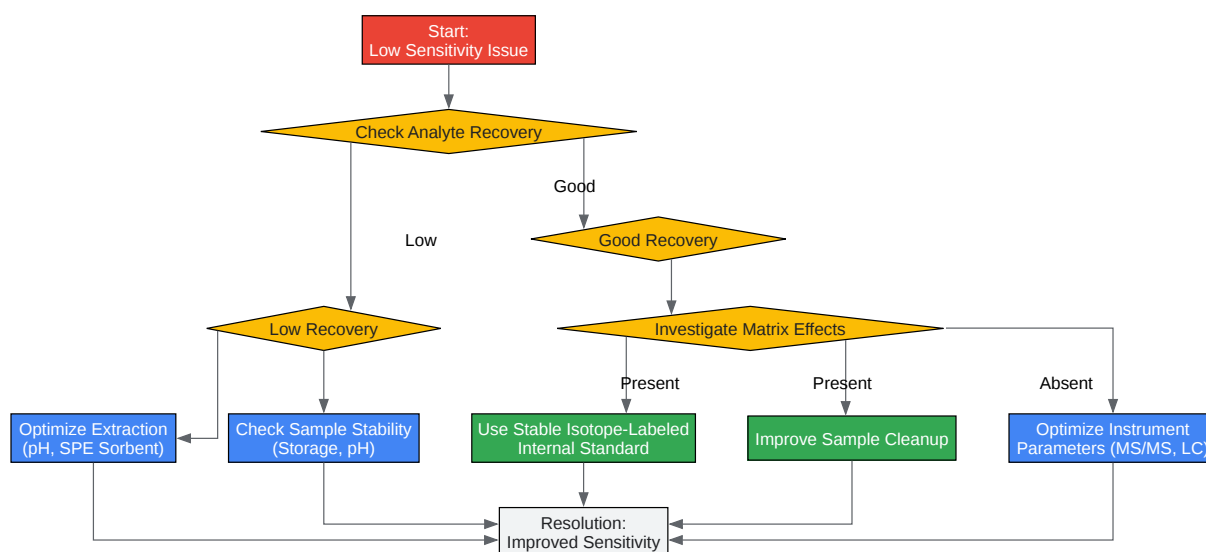 Start:
Low Sensitivity Issue
Check Analyte Recovery
Good
Low
Good Recovery
Low Recovery
Investigate Matrix Effects
Present
Present
Absent
Optimize Extraction
(pH, SPE Sorbent)
Check Sample Stability
(Storage, pH)
Use Stable Isotope-Labeled
Internal Standard
Improve Sample Cleanup
Optimize Instrument
Parameters (MS/MS, LC)
Resolution:
Improved Sensitivity